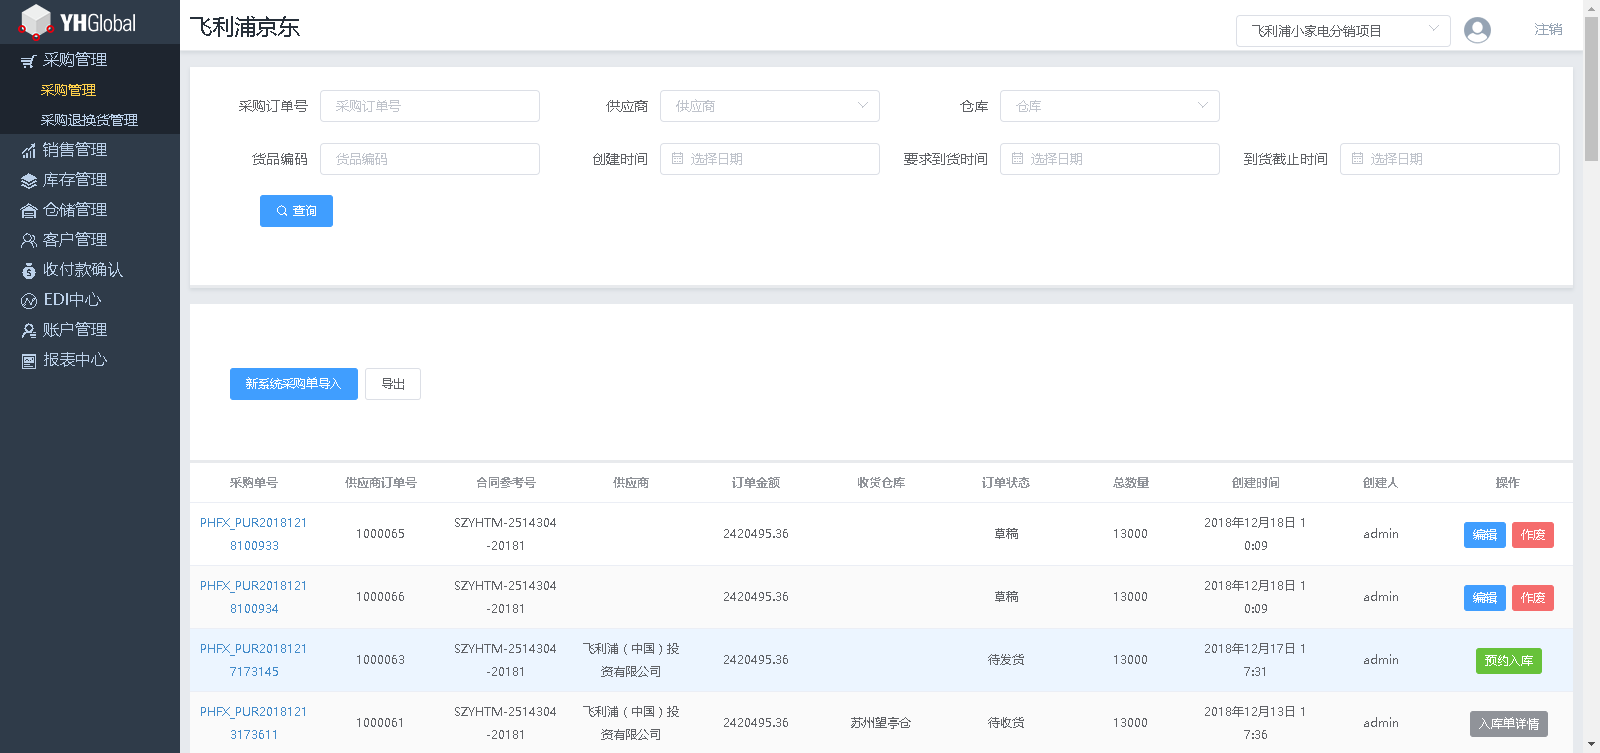 YHGlobal
飞利浦京东
飞利浦小家电分销项目
注销
采购管理
采购管理
采购退换货管理
销售管理
库存管理
仓储管理
客户管理
收付款确认
EDI中心
账户管理
报表中心
采购订单号 采购订单号 供应商 供应商 仓库 仓库
货品编码 货品编码 创建时间 选择日期 要求到货时间 选择日期 到货截止时间 选择日期
查询
新系统采购单导入 导出
采购单号 供应商订单号 合同参考号 供应商 订单金额 收货仓库 订单状态 总数量 创建时间 创建人 操作
PHFX_PUR2018121 SZYHTM-2514304 2018年12月18日 1
1000065 2420495.36 草稿 13000 admin 编辑 作废
8100933 -20181 0:09
PHFX_PUR2018121 SZYHTM-2514304 2018年12月18日 1
1000066 2420495.36 草稿 13000 admin 编辑 作废
8100934 -20181 0:09
PHFX_PUR2018121 SZYHTM-2514304 飞利浦（中国）投 2018年12月17日 1
1000063 2420495.36 待发货 13000 admin 预约入库
7173145 -20181 资有限公司 7:31
PHFX_PUR2018121 SZYHTM-2514304 飞利浦（中国）投 2018年12月13日 1
1000061 2420495.36 苏州望亭仓 待收货 13000 admin 入库单详情
3173611 -20181 资有限公司 7:36